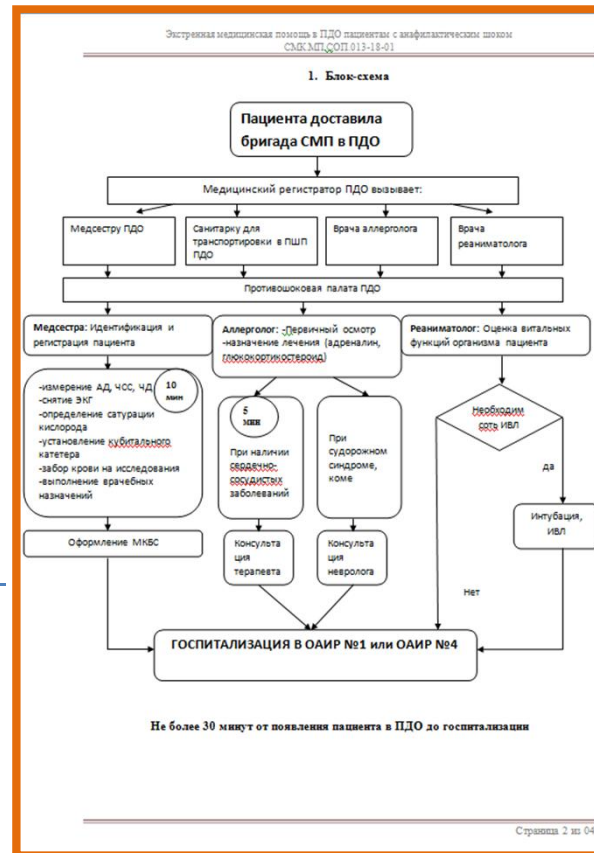 Экстренная медицинская помощь в ПДО пациентам с анафилактическим шоком
СМК МП,СОП 013-18-01
1. Блок-схема
Пациента доставила
бригада СМП в ПДО
Медицинский регистратор ПДО вызывает:
Медсестру ПДО
Санитарку для
транспортировки в ПШП
ПДО
Врача аллерголога
Врача
реаниматолога
Противошоковая палата ПДО
Медсестра: Идентификация и
регистрация пациента
Аллерголог: -Первичный осмотр
-назначение лечения (адреналин,
глюкокортикостероид)
Реаниматолог: Оценка витальных
функций организма пациента
-измерение АД, ЧСС, ЧД
-снятие ЭКГ
-определение сатурации
кислорода
-установление кубитального
катетера
-забор крови на исследования
-выполнение врачебных
назначений
10
мин
5
мин
При наличии
сердечно-
сосудистых
заболеваний
При
судорожном
синдроме,
коме
Необходим
соть ИВЛ
да
Интубация,
ИВЛ
Оформление МКБС
Консульта
ция
терапевта
Консульта
ция
невролога
Нет
ГОСПИТАЛИЗАЦИЯ В ОАИР №1 или ОАИР №4
Не более 30 минут от появления пациента в ПДО до госпитализации
Страница 2 из 04